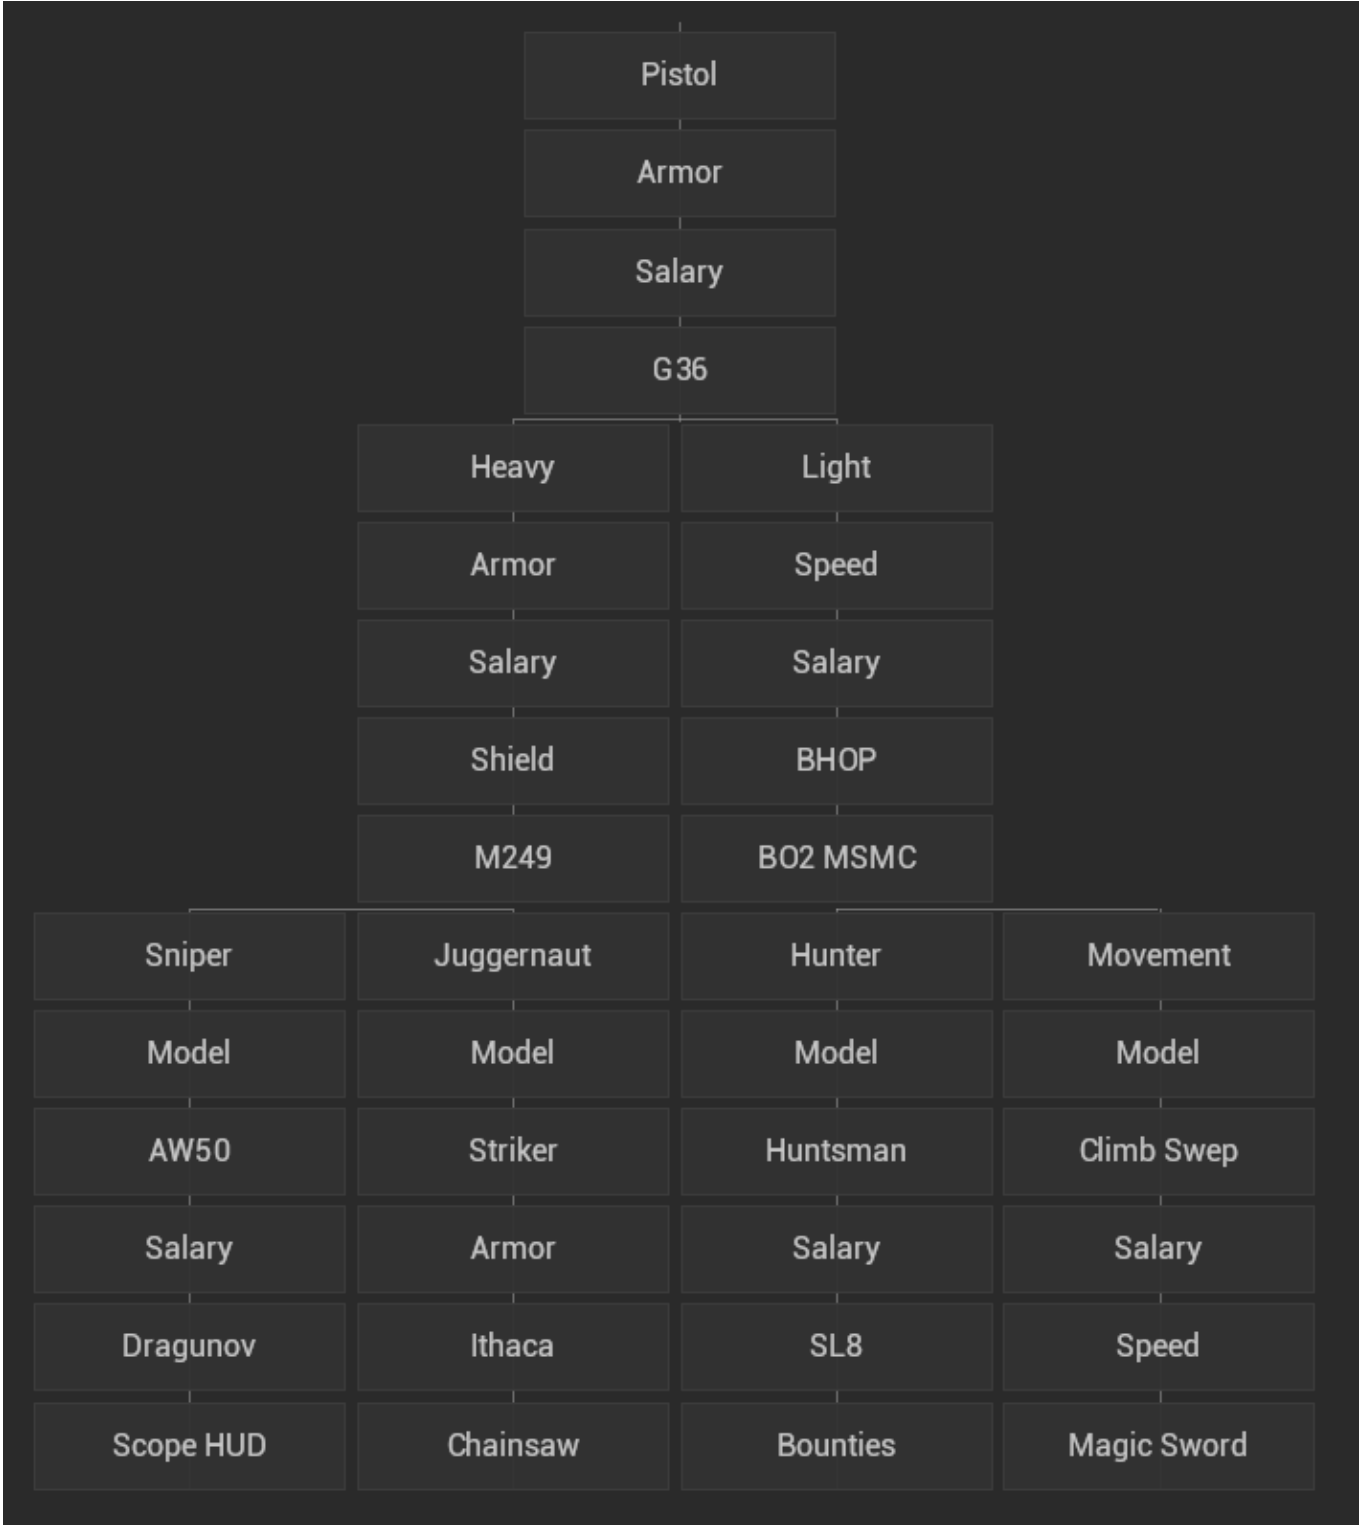 Pistol
Armor
Salary
G36
Heavy
Light
Armor
Speed
Salary
Salary
Shield
BHOP
M249
BO2 MSMC
Sniper
Juggernaut
Hunter
Movement
Model
Model
Model
Model
AW50
Striker
Huntsman
Climb Swep
Salary
Armor
Salary
Salary
Dragunov
Ithaca
SL8
Speed
Scope HUD
Chainsaw
Bounties
Magic Sword